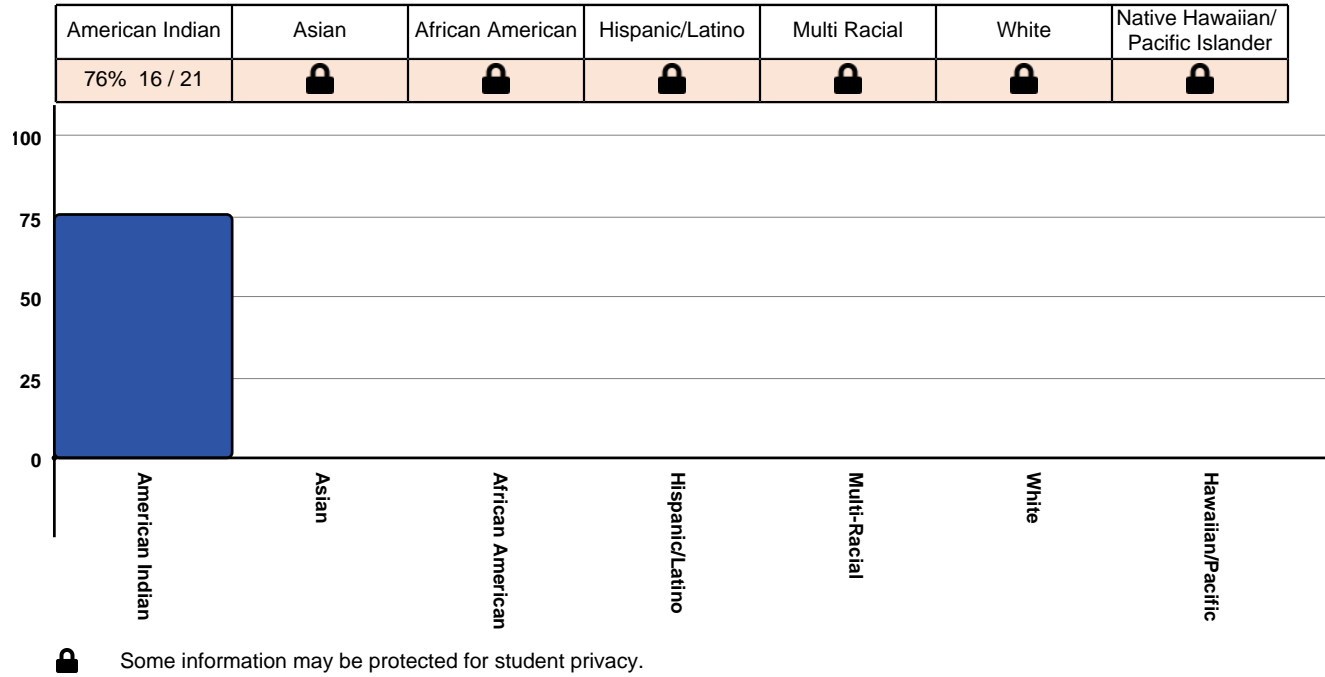 American Indian Asian African American Hispanic/Latino Multi Racial White Native Hawaiian/
Pacific Islander
76% 16 / 21
100
75
50
25
0
American Indian
Asian
African American
Hispanic/Latino
Multi-Racial
White
Hawaiian/Pacific
Some information may be protected for student privacy.